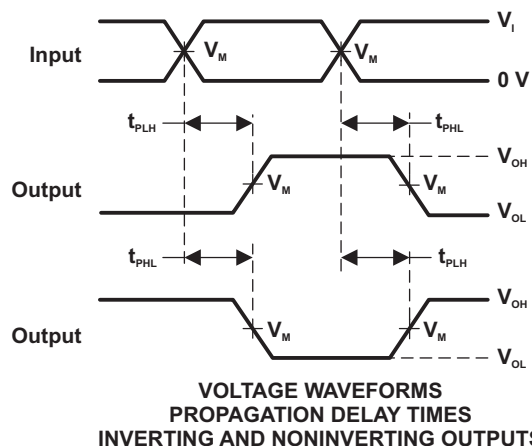 Input
V_M
V_M
V_I
0 V
t_PLH
t_PHL
Output
V_M
V_M
V_OH
V_OL
t_PHL
t_PLH
Output
V_M
V_M
V_OH
V_OL
VOLTAGE WAVEFORMS
PROPAGATION DELAY TIMES
INVERTING AND NONINVERTING OUTPUTS